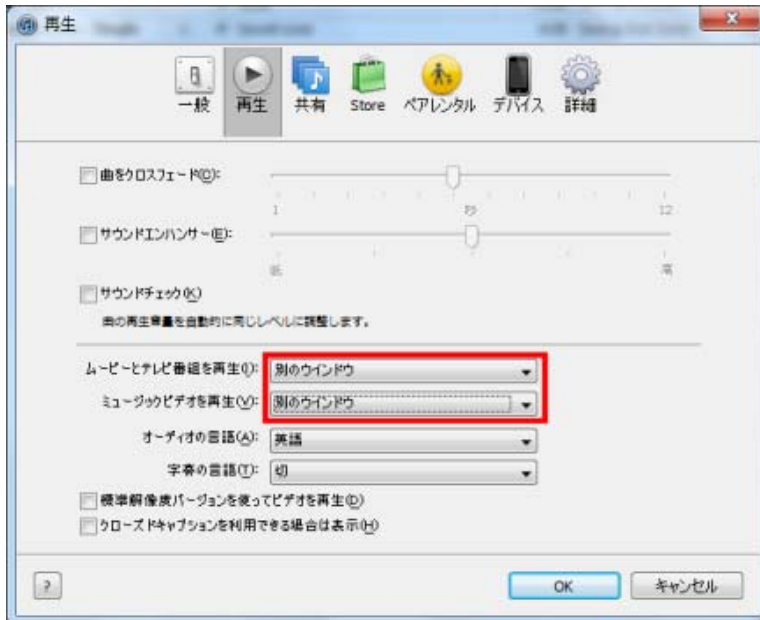 再生
一般 再生 共有 Store ペアレンタル デバイス 詳細
曲をクロスフェード(C):
1 秒 12
サウンドエンハンサー(E):
低 高
サウンドチェック(K)
曲の再生音量を自動的に同じレベルに調整します。
ムービーとテレビ番組を再生(I): 別のウインドウ
ミュージックビデオを再生(V): 別のウインドウ
オーディオの言語(A): 英語
字幕の言語(T): 切
標準解像度バージョンを使ってビデオを再生(D)
クローズドキャプションを利用できる場合は表示(H)
? OK キャンセル